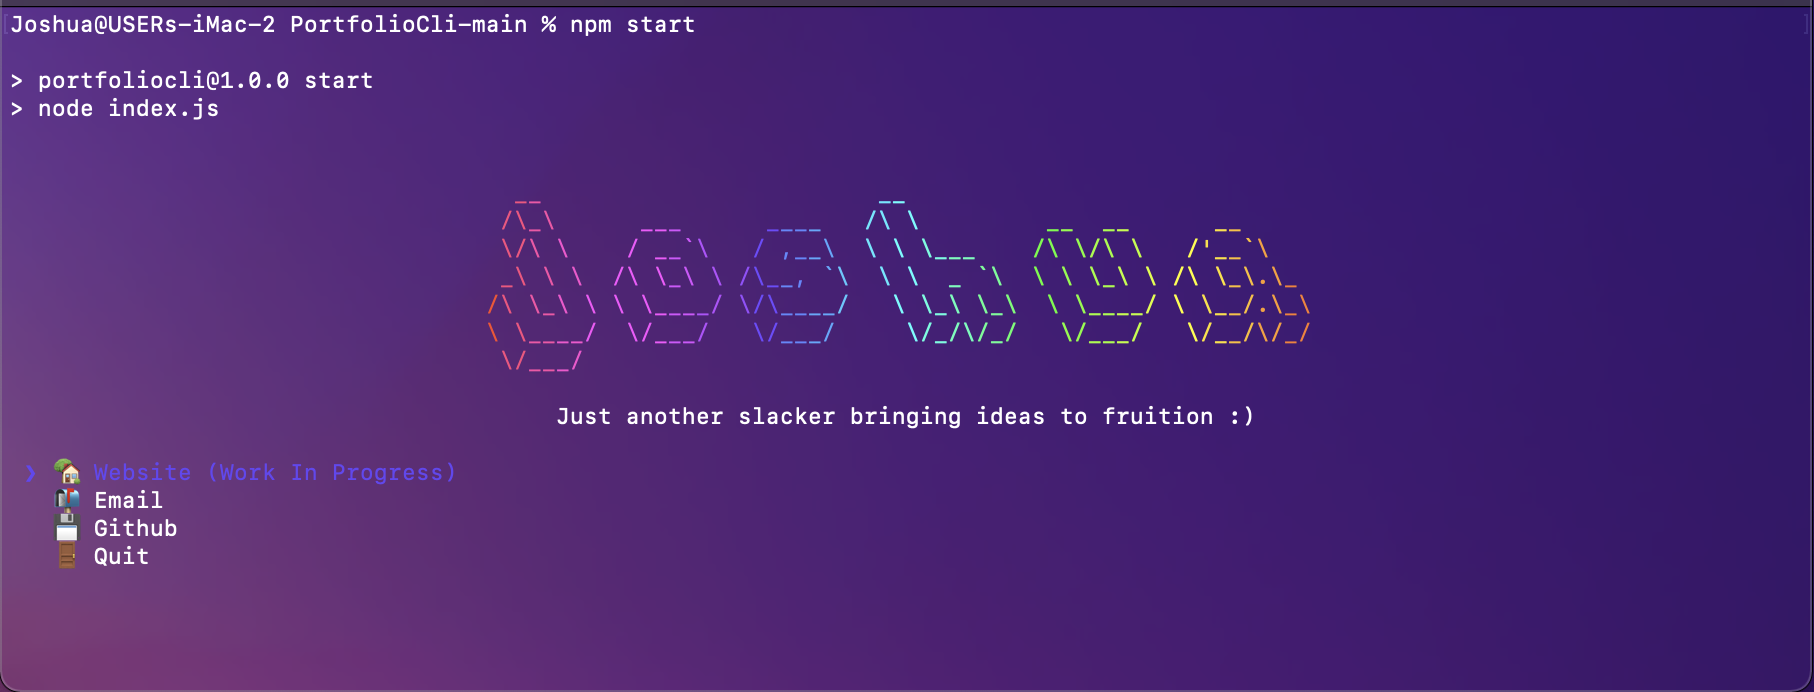 Joshua@USERs-iMac-2 PortfolioCli-main % npm start
> portfoliocli@1.0.0 start
> node index.js
joshua
Just another slacker bringing ideas to fruition :)
❯ 🏡 Website (Work In Progress)
📬 Email
💾 Github
🚪 Quit